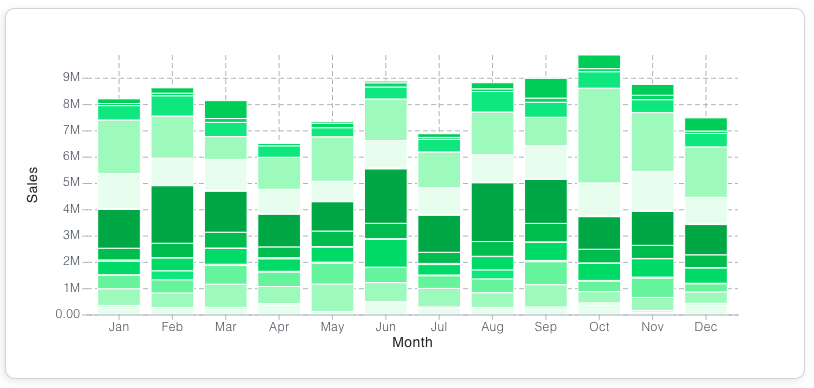 Sales
9M
8M
7M
6M
5M
4M
3M
2M
1M
0.00
Jan Feb Mar Apr May Jun Jul Aug Sep Oct Nov Dec
Month